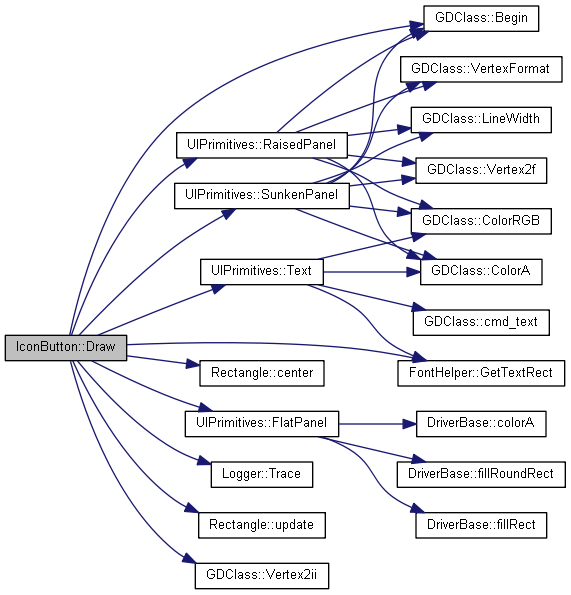 GDClass::Begin
GDClass::VertexFormat
GDClass::LineWidth
UIPrimitives::RaisedPanel
GDClass::Vertex2f
UIPrimitives::SunkenPanel
GDClass::ColorRGB
UIPrimitives::Text
GDClass::ColorA
GDClass::cmd_text
IconButton::Draw
Rectangle::center
FontHelper::GetTextRect
UIPrimitives::FlatPanel
DriverBase::colorA
Logger::Trace
DriverBase::fillRoundRect
Rectangle::update
DriverBase::fillRect
GDClass::Vertex2ii